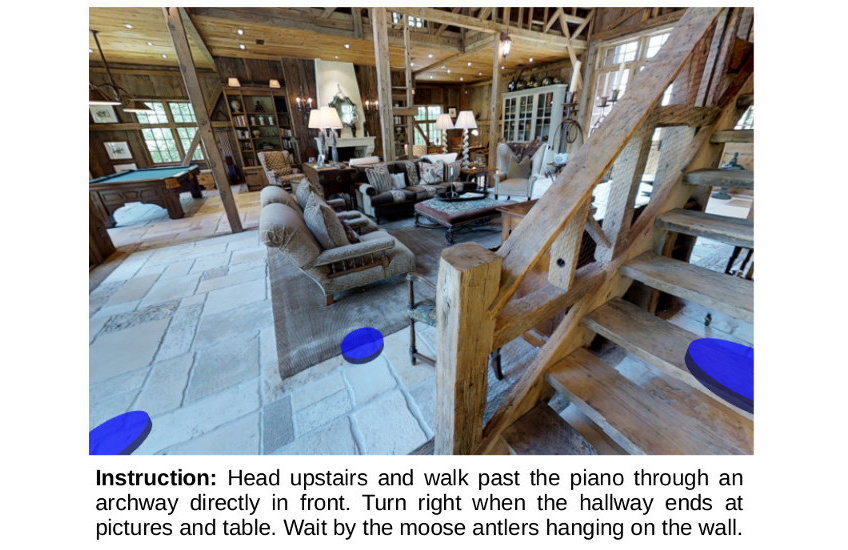 Instruction: Head upstairs and walk past the piano through an
archway directly in front. Turn right when the hallway ends at
pictures and table. Wait by the moose antlers hanging on the wall.